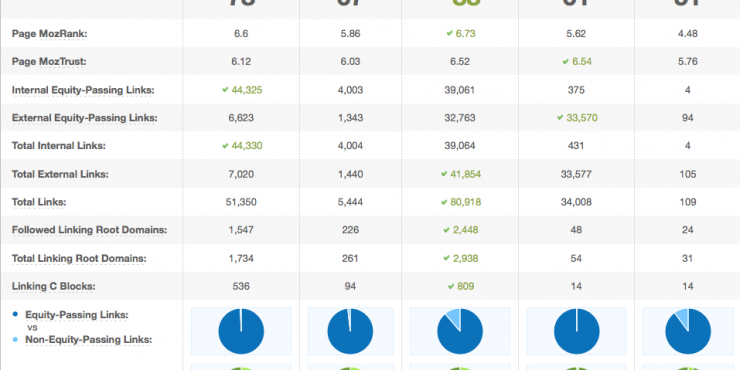 Page MozRank: 6.6 5.86 6.73 5.62 4.48
Page MozTrust: 6.12 6.03 6.52 6.54 5.76
Internal Equity-Passing Links: 44,325 4,003 39,061 375 4
External Equity-Passing Links: 6,623 1,343 32,763 33,570 94
Total Internal Links: 44,330 4,004 39,064 431 4
Total External Links: 7,020 1,440 41,854 33,577 105
Total Links: 51,350 5,444 80,918 34,008 109
Followed Linking Root Domains: 1,547 226 2,448 48 24
Total Linking Root Domains: 1,734 261 2,938 54 31
Linking C Blocks: 536 94 809 14 14
Equity-Passing Links:
vs
Non-Equity-Passing Links: